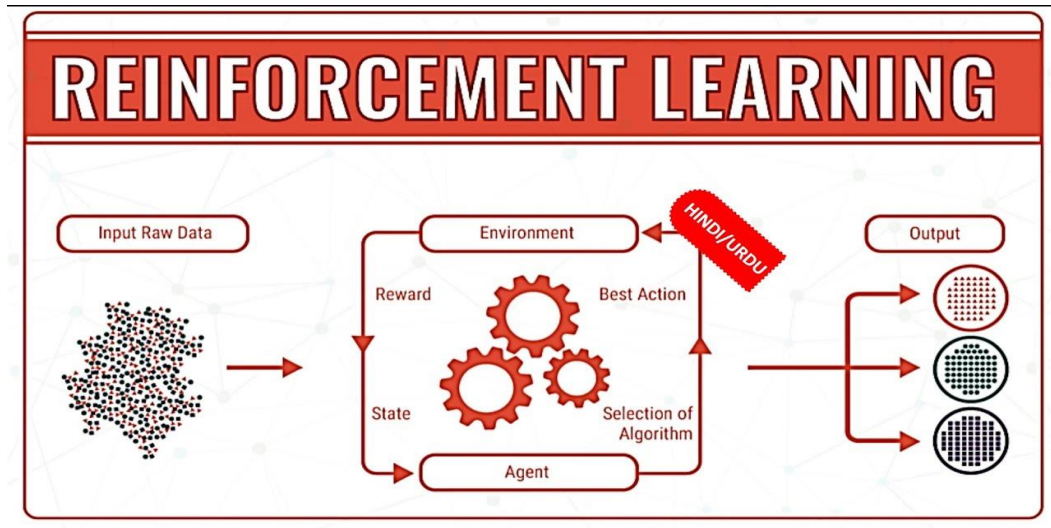 REINFORCEMENT LEARNING
Input Raw Data
Environment
HINDI/URDU
Output
Reward
Best Action
State
Selection of
Algorithm
Agent